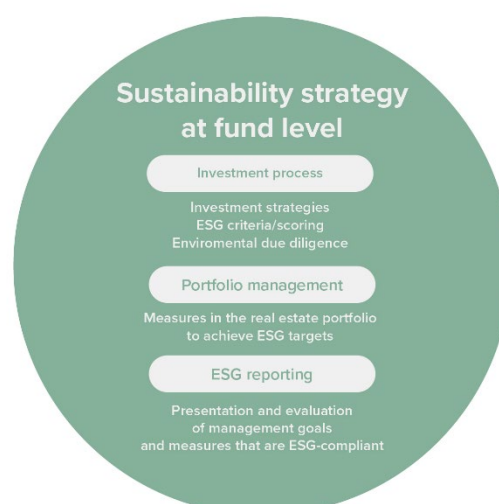 Sustainability strategy
at fund level
Investment process
Investment strategies
ESG criteria/scoring
Enviromental due diligence
Portfolio management
Measures in the real estate portfolio
to achieve ESG targets
ESG reporting
Presentation and evaluation
of management goals
and measures that are ESG-compliant